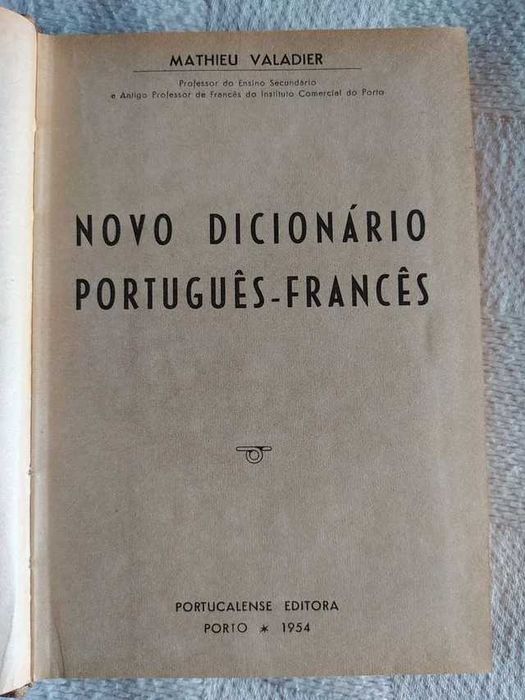 MATHIEU VALADIER
Professor do Ensino Secundário
e Antigo Professor de Francês do Instituto Comercial do Porto
NOVO DICIONÁRIO
PORTUGUÊS-FRANCÊS
PORTUCALENSE EDITORA
PORTO * 1954